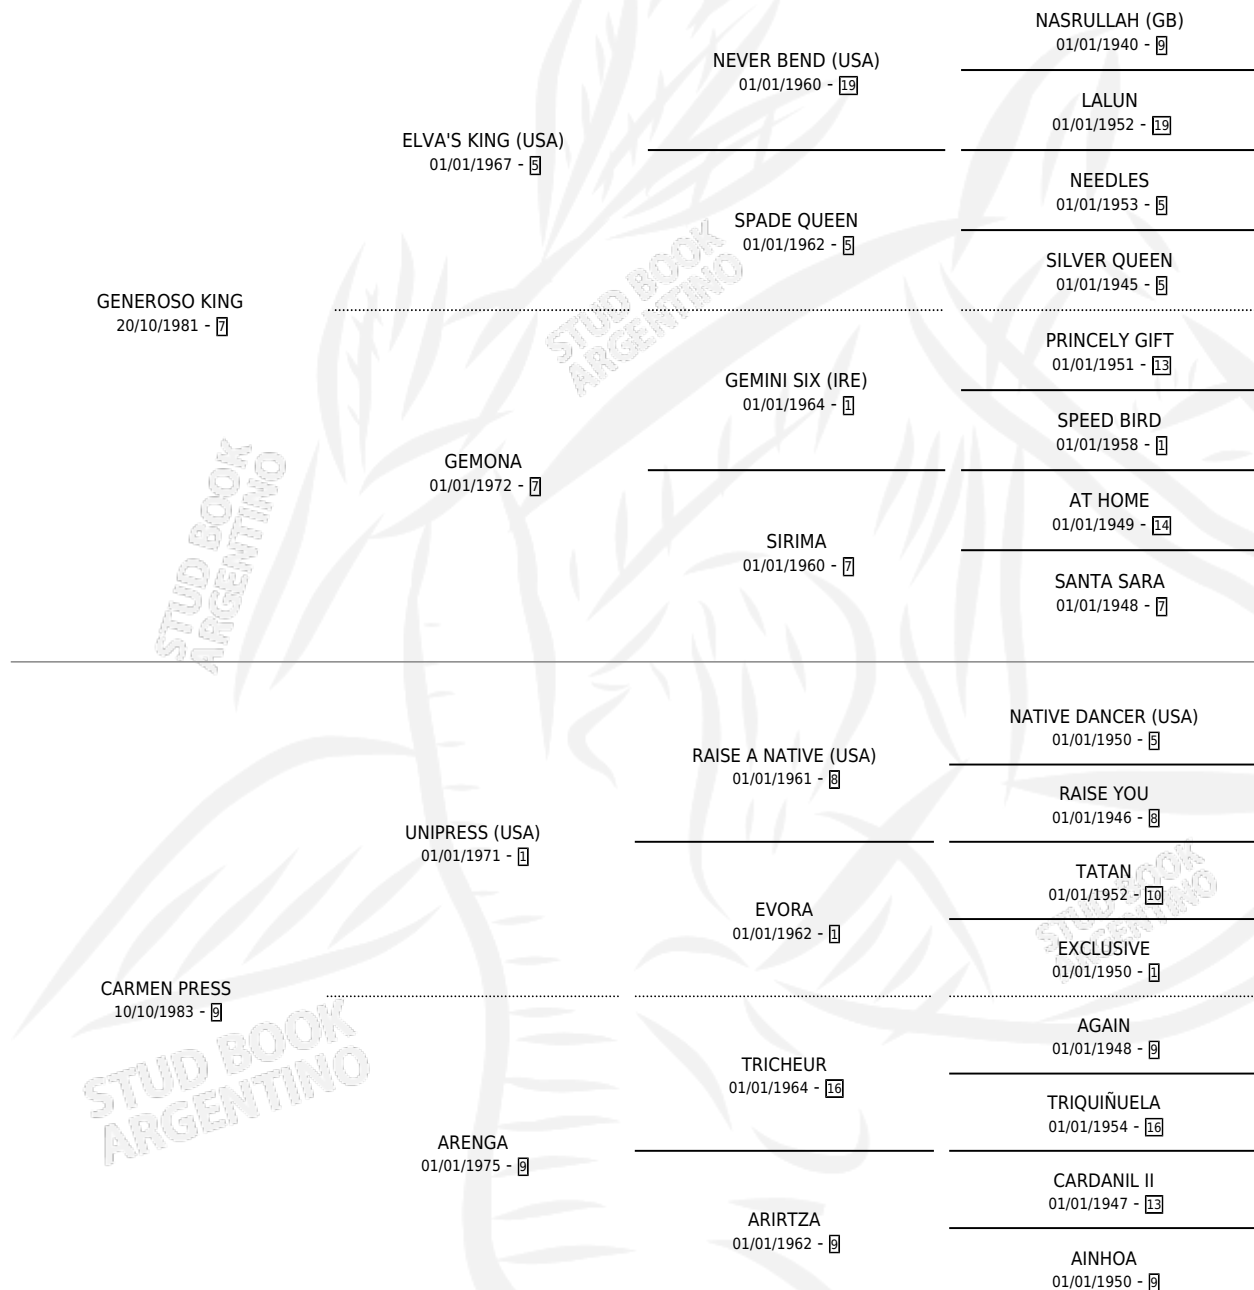 NASRULLAH (GB)
01/01/1940 - 9
NEVER BEND (USA)
01/01/1960 - 19
LALUN
01/01/1952 - 19
ELVA'S KING (USA)
01/01/1967 - 5
NEEDLES
01/01/1953 - 5
SPADE QUEEN
01/01/1962 - 5
SILVER QUEEN
01/01/1945 - 5
STUD BOOK
ARGENTINO
GENEROSO KING
20/10/1981 - 7
PRINCELY GIFT
01/01/1951 - 13
GEMINI SIX (IRE)
01/01/1964 - 1
SPEED BIRD
01/01/1958 - 1
GEMONA
01/01/1972 - 7
AT HOME
01/01/1949 - 14
SIRIMA
01/01/1960 - 7
SANTA SARA
01/01/1948 - 7
STUD BOOK
ARGENTINO
NATIVE DANCER (USA)
01/01/1950 - 5
RAISE A NATIVE (USA)
01/01/1961 - 8
RAISE YOU
01/01/1946 - 8
UNIPRESS (USA)
01/01/1971 - 1
TATAN
01/01/1952 - 10
EVORA
01/01/1962 - 1
EXCLUSIVE
01/01/1950 - 1
STUD BOOK
ARGENTINO
CARMEN PRESS
10/10/1983 - 9
AGAIN
01/01/1948 - 9
TRICHEUR
01/01/1964 - 16
TRIQUIÑUELA
01/01/1954 - 16
STUD BOOK
ARGENTINO
ARENGA
01/01/1975 - 9
CARDANIL II
01/01/1947 - 13
ARIRTZA
01/01/1962 - 9
AINHOA
01/01/1950 - 9